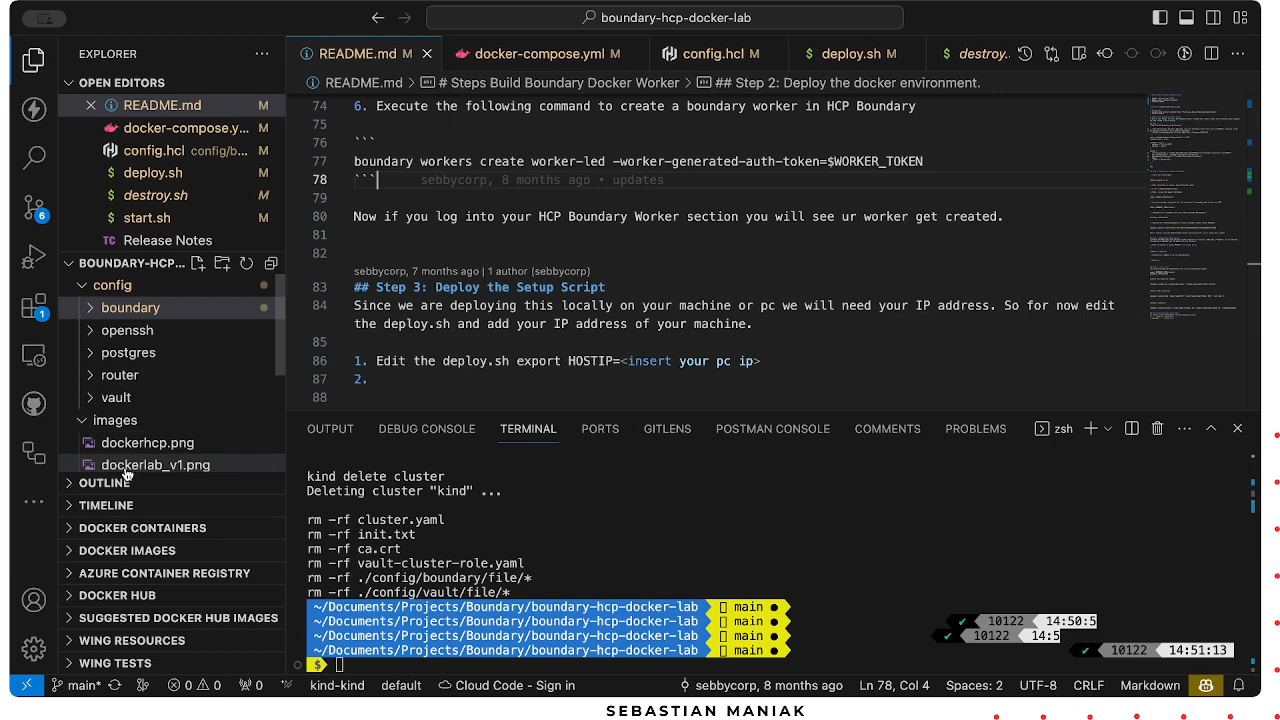 boundary-hcp-docker-lab
EXPLORER
README.md M
docker-compose.yml M
config.hcl M
deploy.sh M
destroy.
OPEN EDITORS
README.md > # Steps Build Boundary Docker Worker > ## Step 2: Deploy the docker environment.
README.md M
docker-compose.y... M
config.hcl config/b... M
deploy.sh M
destroy.sh M
start.sh M
Release Notes
BOUNDARY-HCP...
config
boundary
openssh
postgres
router
vault
images
dockerhcp.png
dockerlab_v1.png
OUTLINE
TIMELINE
DOCKER CONTAINERS
DOCKER IMAGES
AZURE CONTAINER REGISTRY
DOCKER HUB
SUGGESTED DOCKER HUB IMAGES
WING RESOURCES
WING TESTS
6
1
74 6. Execute the following command to create a boundary worker in HCP Boundary
75
76 ```
77 boundary workers create worker-led -worker-generated-auth-token=$WORKER_TOKEN
78 ``` sebbycorp, 8 months ago • updates
79
80 Now if you log into your HCP Boundary Worker section you will see ur worker get created.
81
82
sebbycorp, 7 months ago | 1 author (sebbycorp)
83 ## Step 3: Deploy the Setup Script
84 Since we are deploying this locally on your machine or pc we will need your IP address. So for now edit
the deploy.sh and add your IP address of your machine.
85
86 1. Edit the deploy.sh export HOSTIP=<insert your pc ip>
87 2.
88
OUTPUT DEBUG CONSOLE TERMINAL PORTS GITLENS POSTMAN CONSOLE COMMENTS PROBLEMS
zsh
kind delete cluster
Deleting cluster "kind" ...
rm -rf cluster.yaml
rm -rf init.txt
rm -rf ca.crt
rm -rf vault-cluster-role.yaml
rm -rf ./config/boundary/file/*
rm -rf ./config/vault/file/*
~/Documents/Projects/Boundary/boundary-hcp-docker-lab main ●
~/Documents/Projects/Boundary/boundary-hcp-docker-lab main ● ✔ 10122 14:50:5
~/Documents/Projects/Boundary/boundary-hcp-docker-lab main ● ✔ 10122 14:5
~/Documents/Projects/Boundary/boundary-hcp-docker-lab main ● ✔ 10122 14:51:13
$
main* 0 0 0 kind-kind default Cloud Code - Sign in sebbycorp, 8 months ago Ln 78, Col 4 Spaces: 2 UTF-8 CRLF Markdown
SEBASTIAN MANIAK